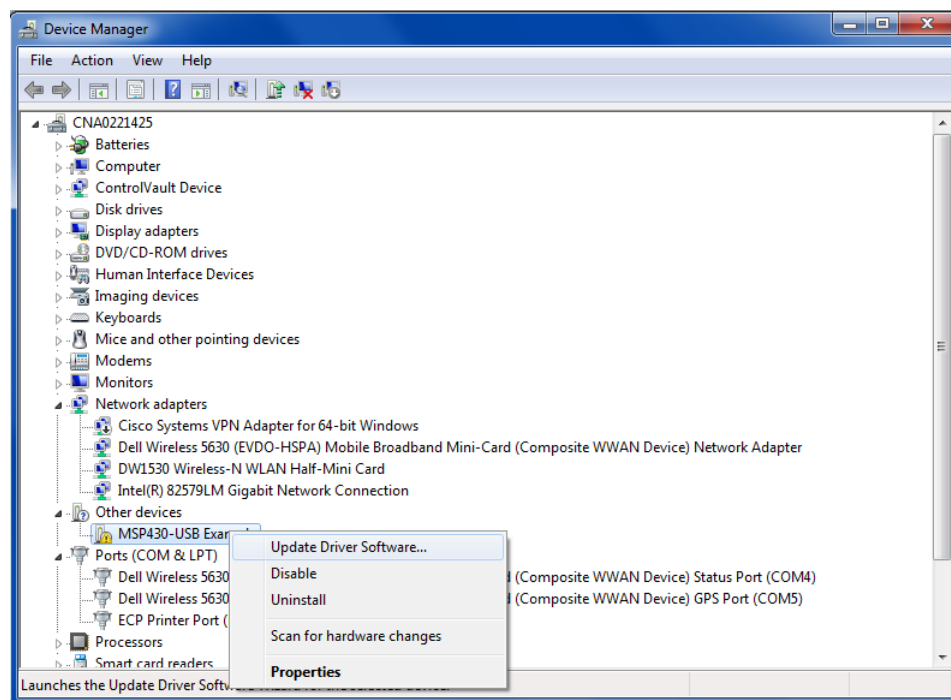 Device Manager
File Action View Help
CNA0221425
Batteries
Computer
ControlVault Device
Disk drives
Display adapters
DVD/CD-ROM drives
Human Interface Devices
Imaging devices
Keyboards
Mice and other pointing devices
Modems
Monitors
Network adapters
Cisco Systems VPN Adapter for 64-bit Windows
Dell Wireless 5630 (EVDO-HSPA) Mobile Broadband Mini-Card (Composite WWAN Device) Network Adapter
DW1530 Wireless-N WLAN Half-Mini Card
Intel(R) 82579LM Gigabit Network Connection
Other devices
MSP430-USB
Update Driver Software...
Ports (COM & LPT)
Dell Wireless 5630
Disable
(Composite WWAN Device) Status Port (COM4)
Dell Wireless 5630
Uninstall
(Composite WWAN Device) GPS Port (COM5)
ECP Printer Port (
Scan for hardware changes
Processors
Smart card readers
Properties
Launches the Update Driver